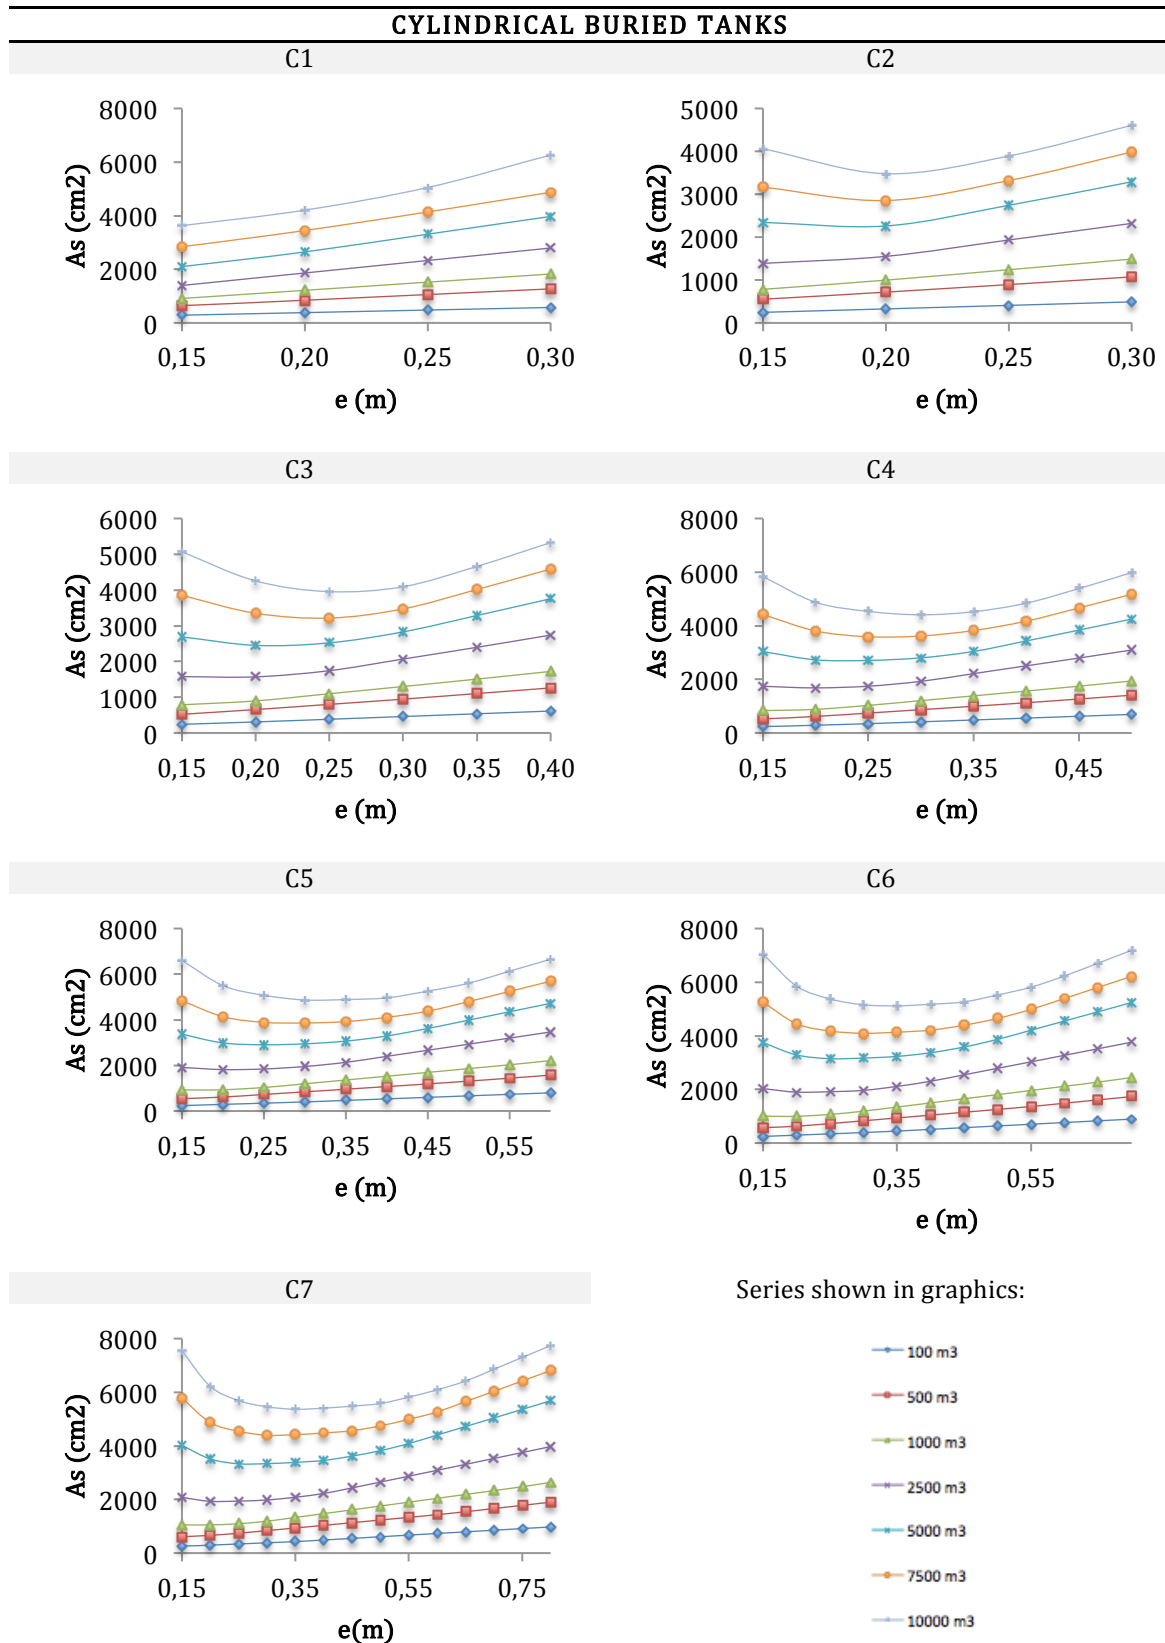 CYLINDRICAL BURIED TANKS
C1
C2
As (cm2)
8000
6000
4000
2000
0
0,15 0,20 0,25 0,30
e (m)
As (cm2)
5000
4000
3000
2000
1000
0
0,15 0,20 0,25 0,30
e (m)
C3
C4
As (cm2)
6000
5000
4000
3000
2000
1000
0
0,15 0,20 0,25 0,30 0,35 0,40
e (m)
As (cm2)
8000
6000
4000
2000
0
0,15 0,25 0,35 0,45
e (m)
C5
C6
As (cm2)
8000
6000
4000
2000
0
0,15 0,25 0,35 0,45 0,55
e (m)
As (cm2)
8000
6000
4000
2000
0
0,15 0,35 0,55
e (m)
C7
Series shown in graphics:
As (cm2)
8000
6000
4000
2000
0
0,15 0,35 0,55 0,75
e(m)
100 m3
500 m3
1000 m3
2500 m3
5000 m3
7500 m3
10000 m3